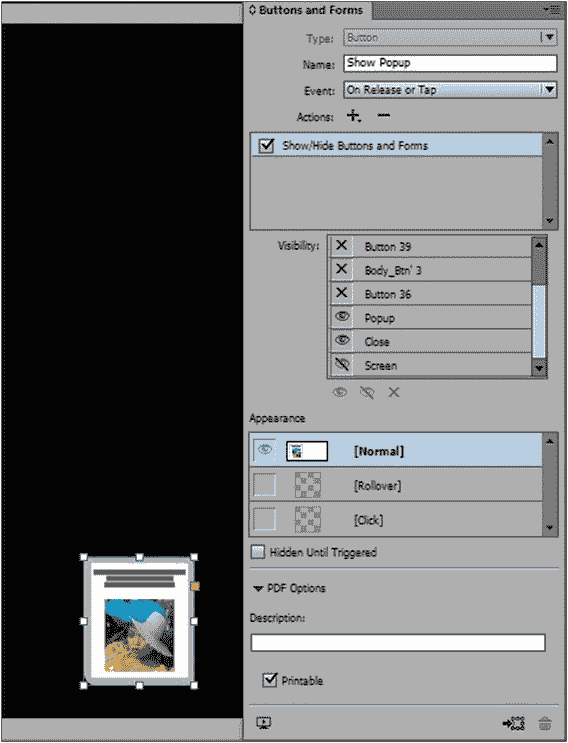 Buttons and Forms
Type: Button
Name: Show Popup
Event: On Release or Tap
Actions:
Show/Hide Buttons and Forms
Visibility:
Button 39
Body_Btn' 3
Button 36
Popup
Close
Screen
Appearance
[Normal]
[Rollover]
[Click]
Hidden Until Triggered
PDF Options
Description:
Printable